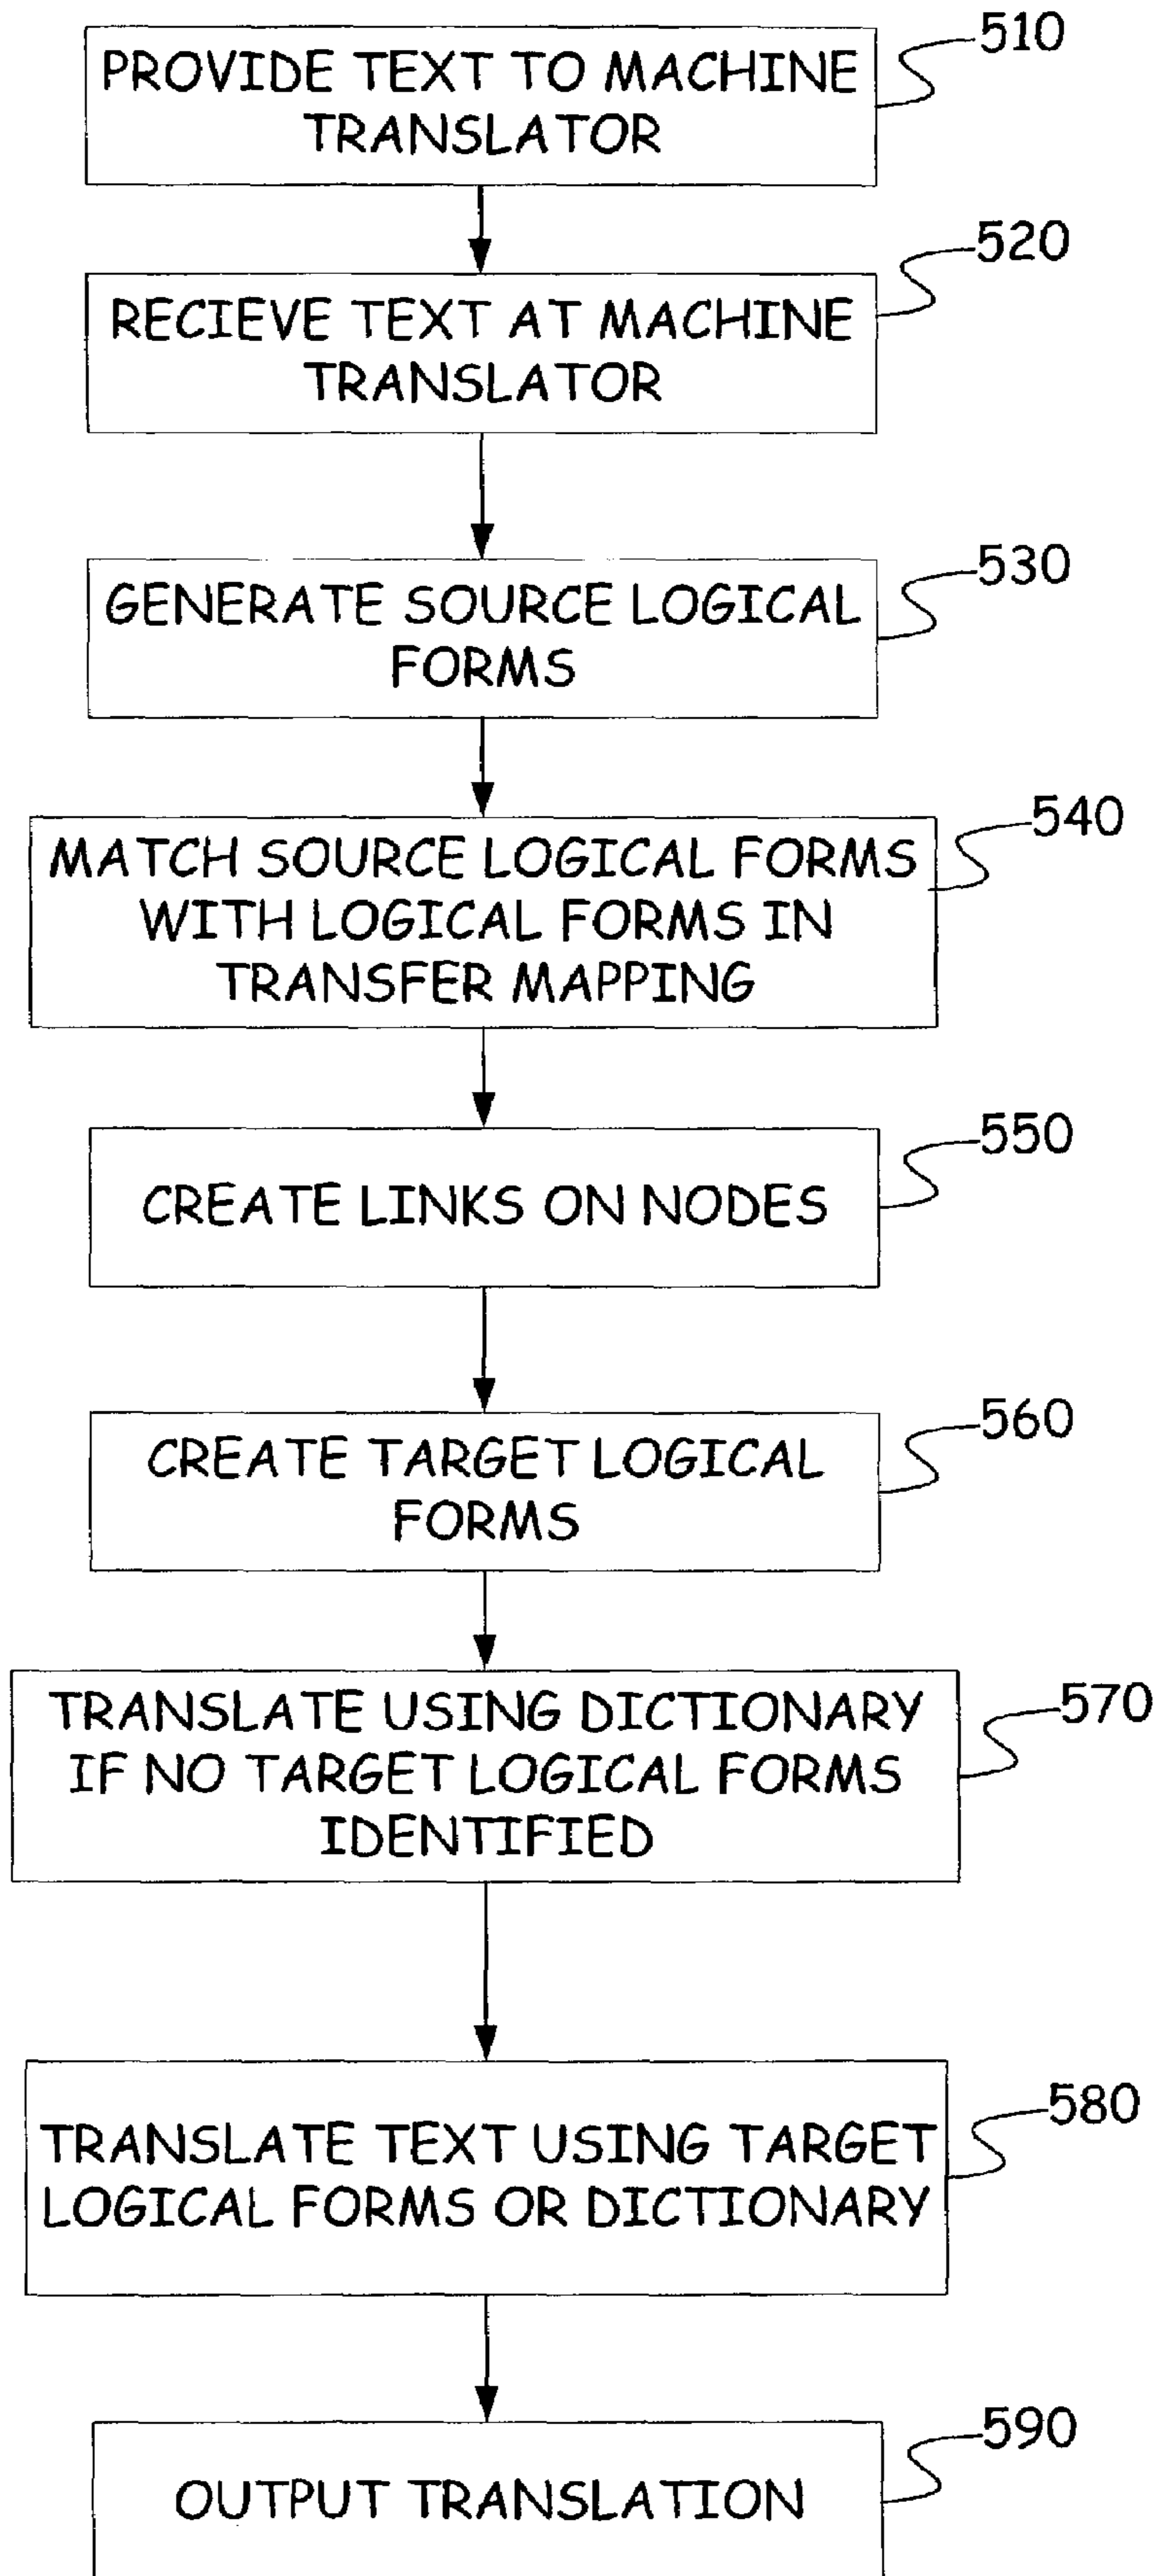 510
PROVIDE TEXT TO MACHINE
TRANSLATOR
520
RECIEVE TEXT AT MACHINE
TRANSLATOR
530
GENERATE SOURCE LOGICAL
FORMS
540
MATCH SOURCE LOGICAL FORMS
WITH LOGICAL FORMS IN
TRANSFER MAPPING
550
CREATE LINKS ON NODES
560
CREATE TARGET LOGICAL
FORMS
570
TRANSLATE USING DICTIONARY
IF NO TARGET LOGICAL FORMS
IDENTIFIED
580
TRANSLATE TEXT USING TARGET
LOGICAL FORMS OR DICTIONARY
590
OUTPUT TRANSLATION